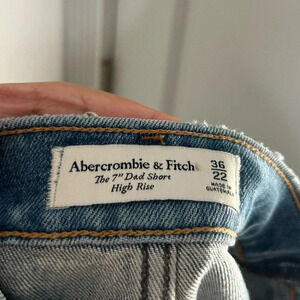 Abercrombie & Fitch
The 7" Dad Short
High Rise
36
22
MADE IN
GUATEMALA